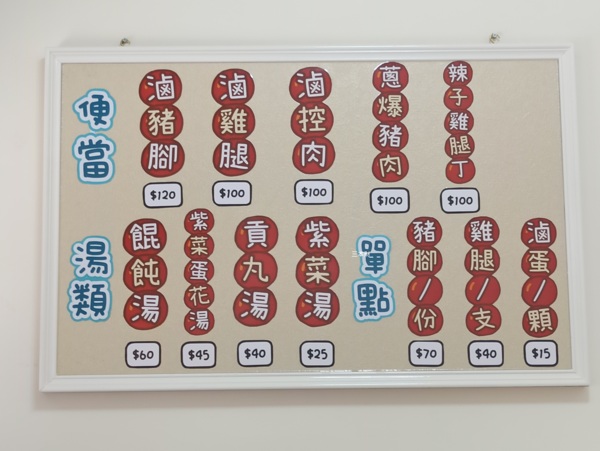 便當
滷豬腳
$120
滷雞腿
$100
滷控肉
$100
蔥爆豬肉
$100
辣子雞腿丁
$100
湯類
餛飩湯
$60
紫菜蛋花湯
$45
貢丸湯
$40
紫菜湯
$25
單點
豬腳/份
$70
雞腿/支
$40
滷蛋/顆
$15